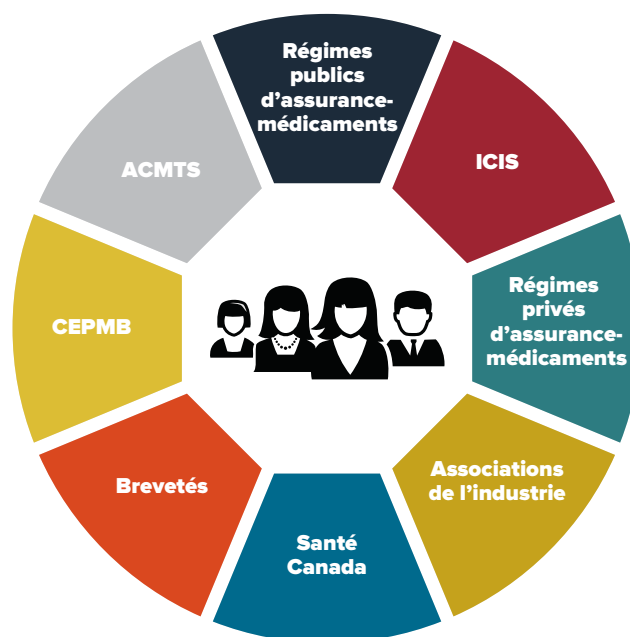 Régimes
publics
d’assurance-
médicaments
ICIS
Régimes
privés
d’assurance-
médicaments
Associations
de l’industrie
Santé
Canada
Brevetés
CEPMB
ACMTS